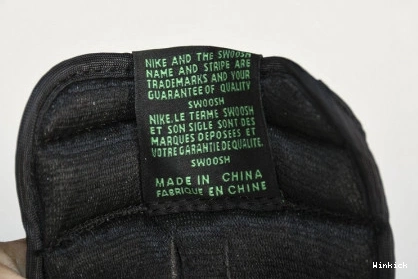 NIKE AND THE SWOOSH
NAME AND STRIPE ARE
TRADEMARKS AND YOUR
GUARANTEE OF QUALITY
SWOOSH
NIKE. LE TERME SWOOSH
ET SON SIGLE SONT DES
MARQUES DEPOSEES ET
VOTRE GARANTIE DE QUALITE.
SWOOSH
MADE IN CHINA
FABRIQUE EN CHINE
Winkick